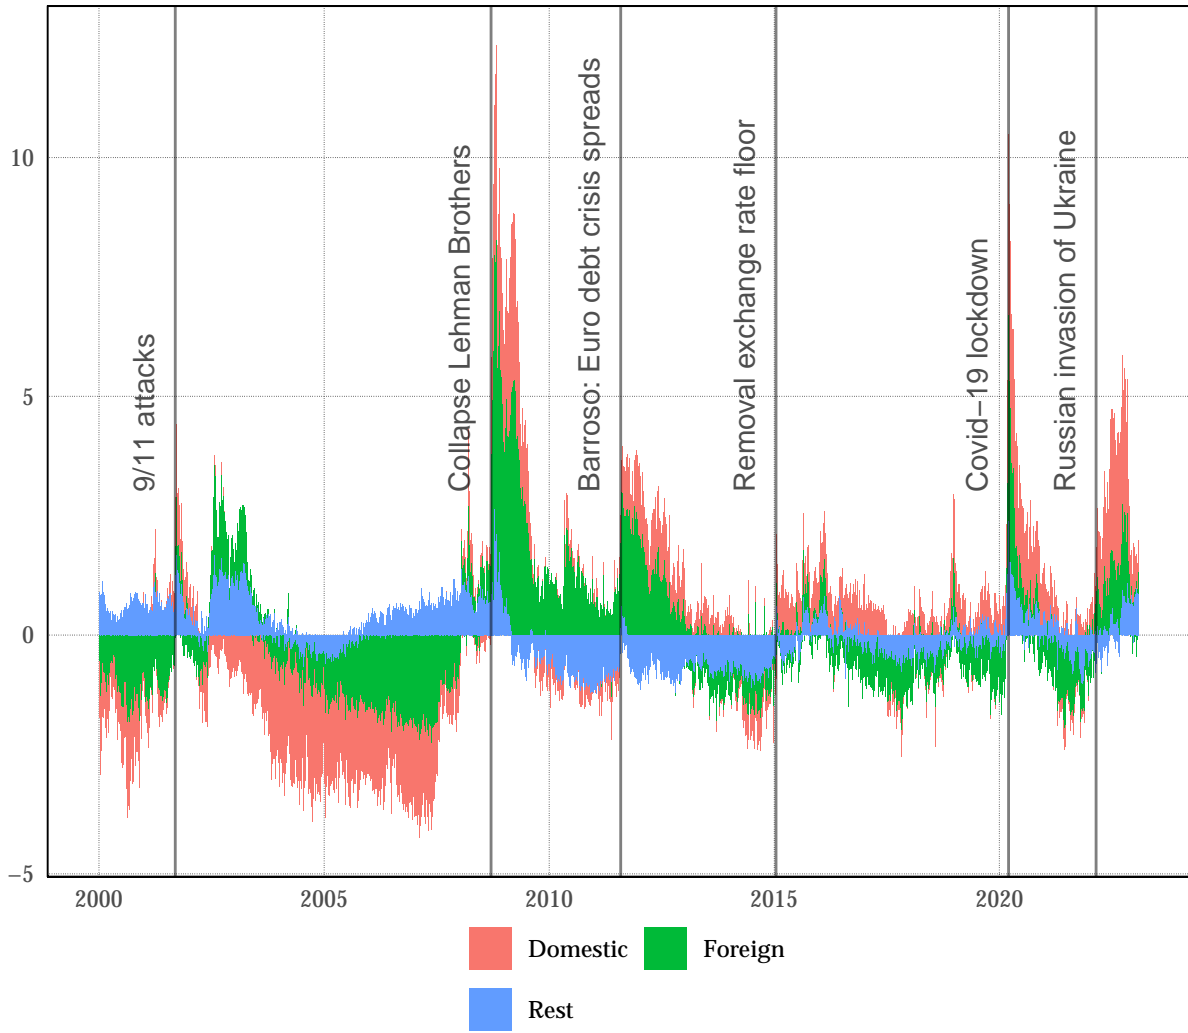 10
5
0
−5
9/11 attacks
Collapse Lehman Brothers
Barroso: Euro debt crisis spreads
Removal exchange rate floor
Covid−19 lockdown
Russian invasion of Ukraine
2000
2005
2010
2015
2020
Domestic
Foreign
Rest